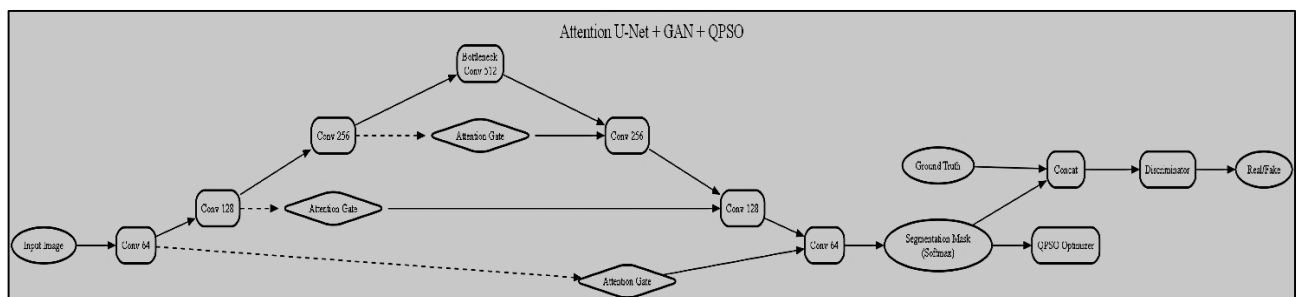 Attention U-Net + GAN + QPSO
Bottleneck
Conv 512
Conv 256
Attention Gate
Conv 256
Ground Truth
Concat
Discriminator
Real/Fake
Conv 128
Attention Gate
Conv 128
Input Image
Conv 64
Conv 64
Segmentation Mask
(Softmax)
QPSO Optimizer
Attention Gate